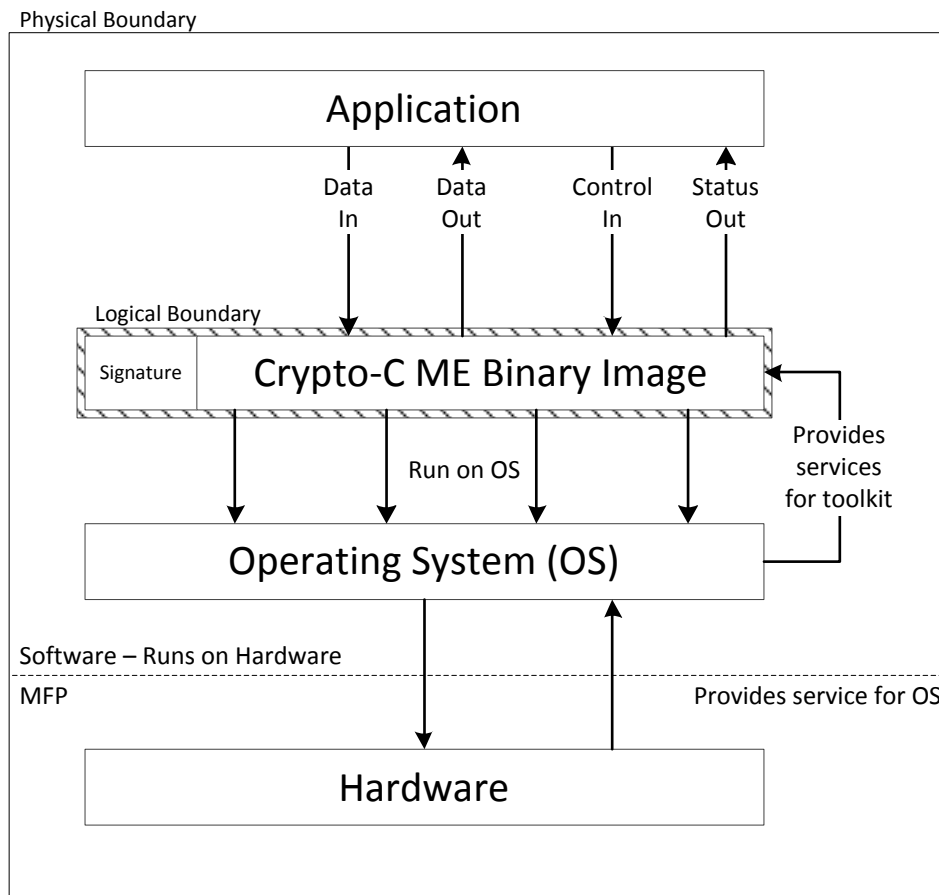 Physical Boundary
Application
Data
In
Data
Out
Control
In
Status
Out
Logical Boundary
Signature
Crypto-C ME Binary Image
Run on OS
Provides
services
for toolkit
Operating System (OS)
Software – Runs on Hardware
MFP
Provides service for OS
Hardware